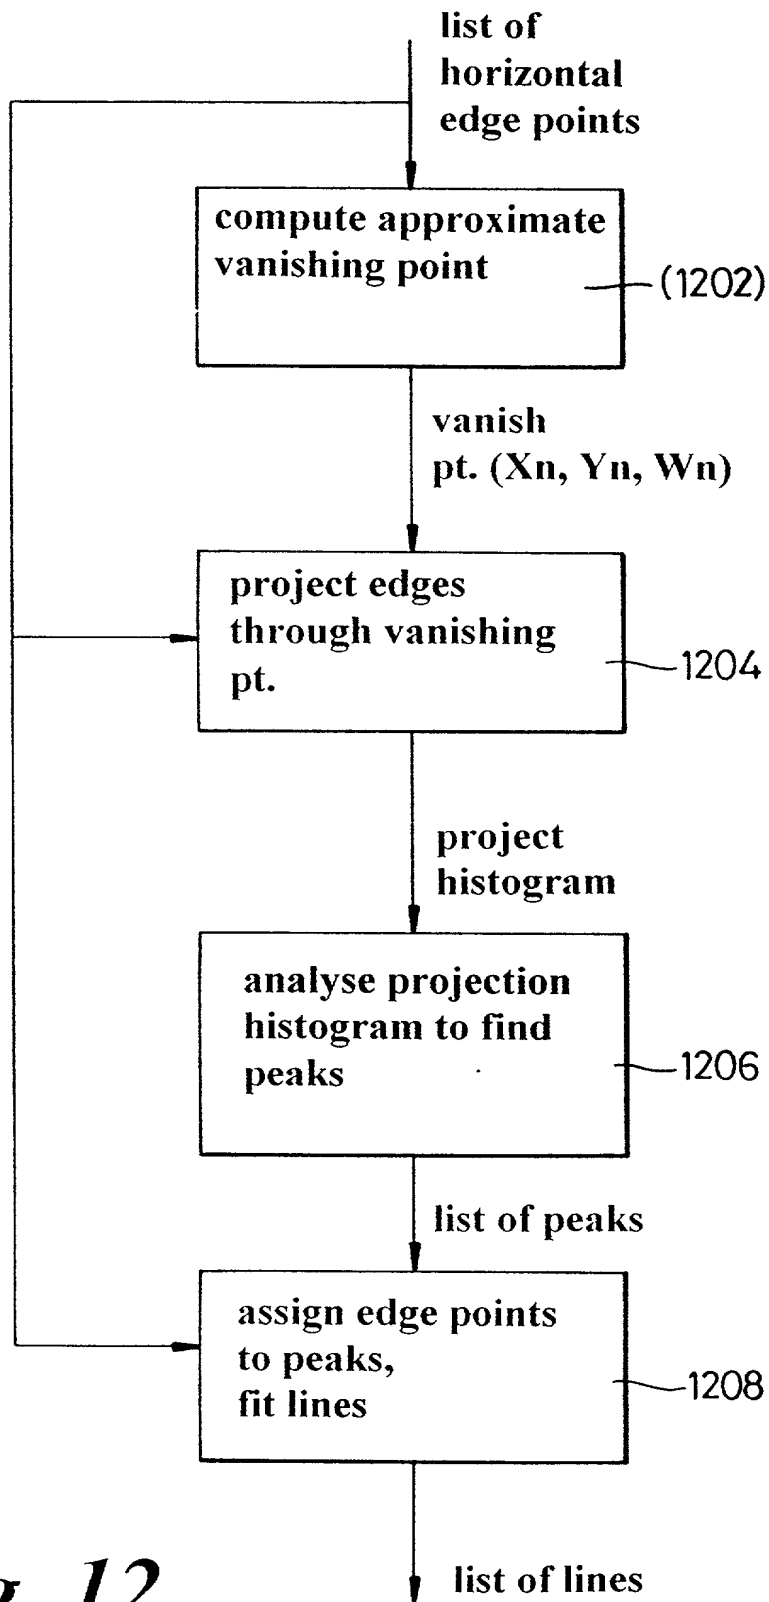 list of
horizontal
edge points
compute approximate
vanishing point
(1202)
vanish
pt. (Xn, Yn, Wn)
project edges
through vanishing
pt.
1204
project
histogram
analyse projection
histogram to find
peaks
1206
list of peaks
assign edge points
to peaks,
fit lines
1208
list of lines
12